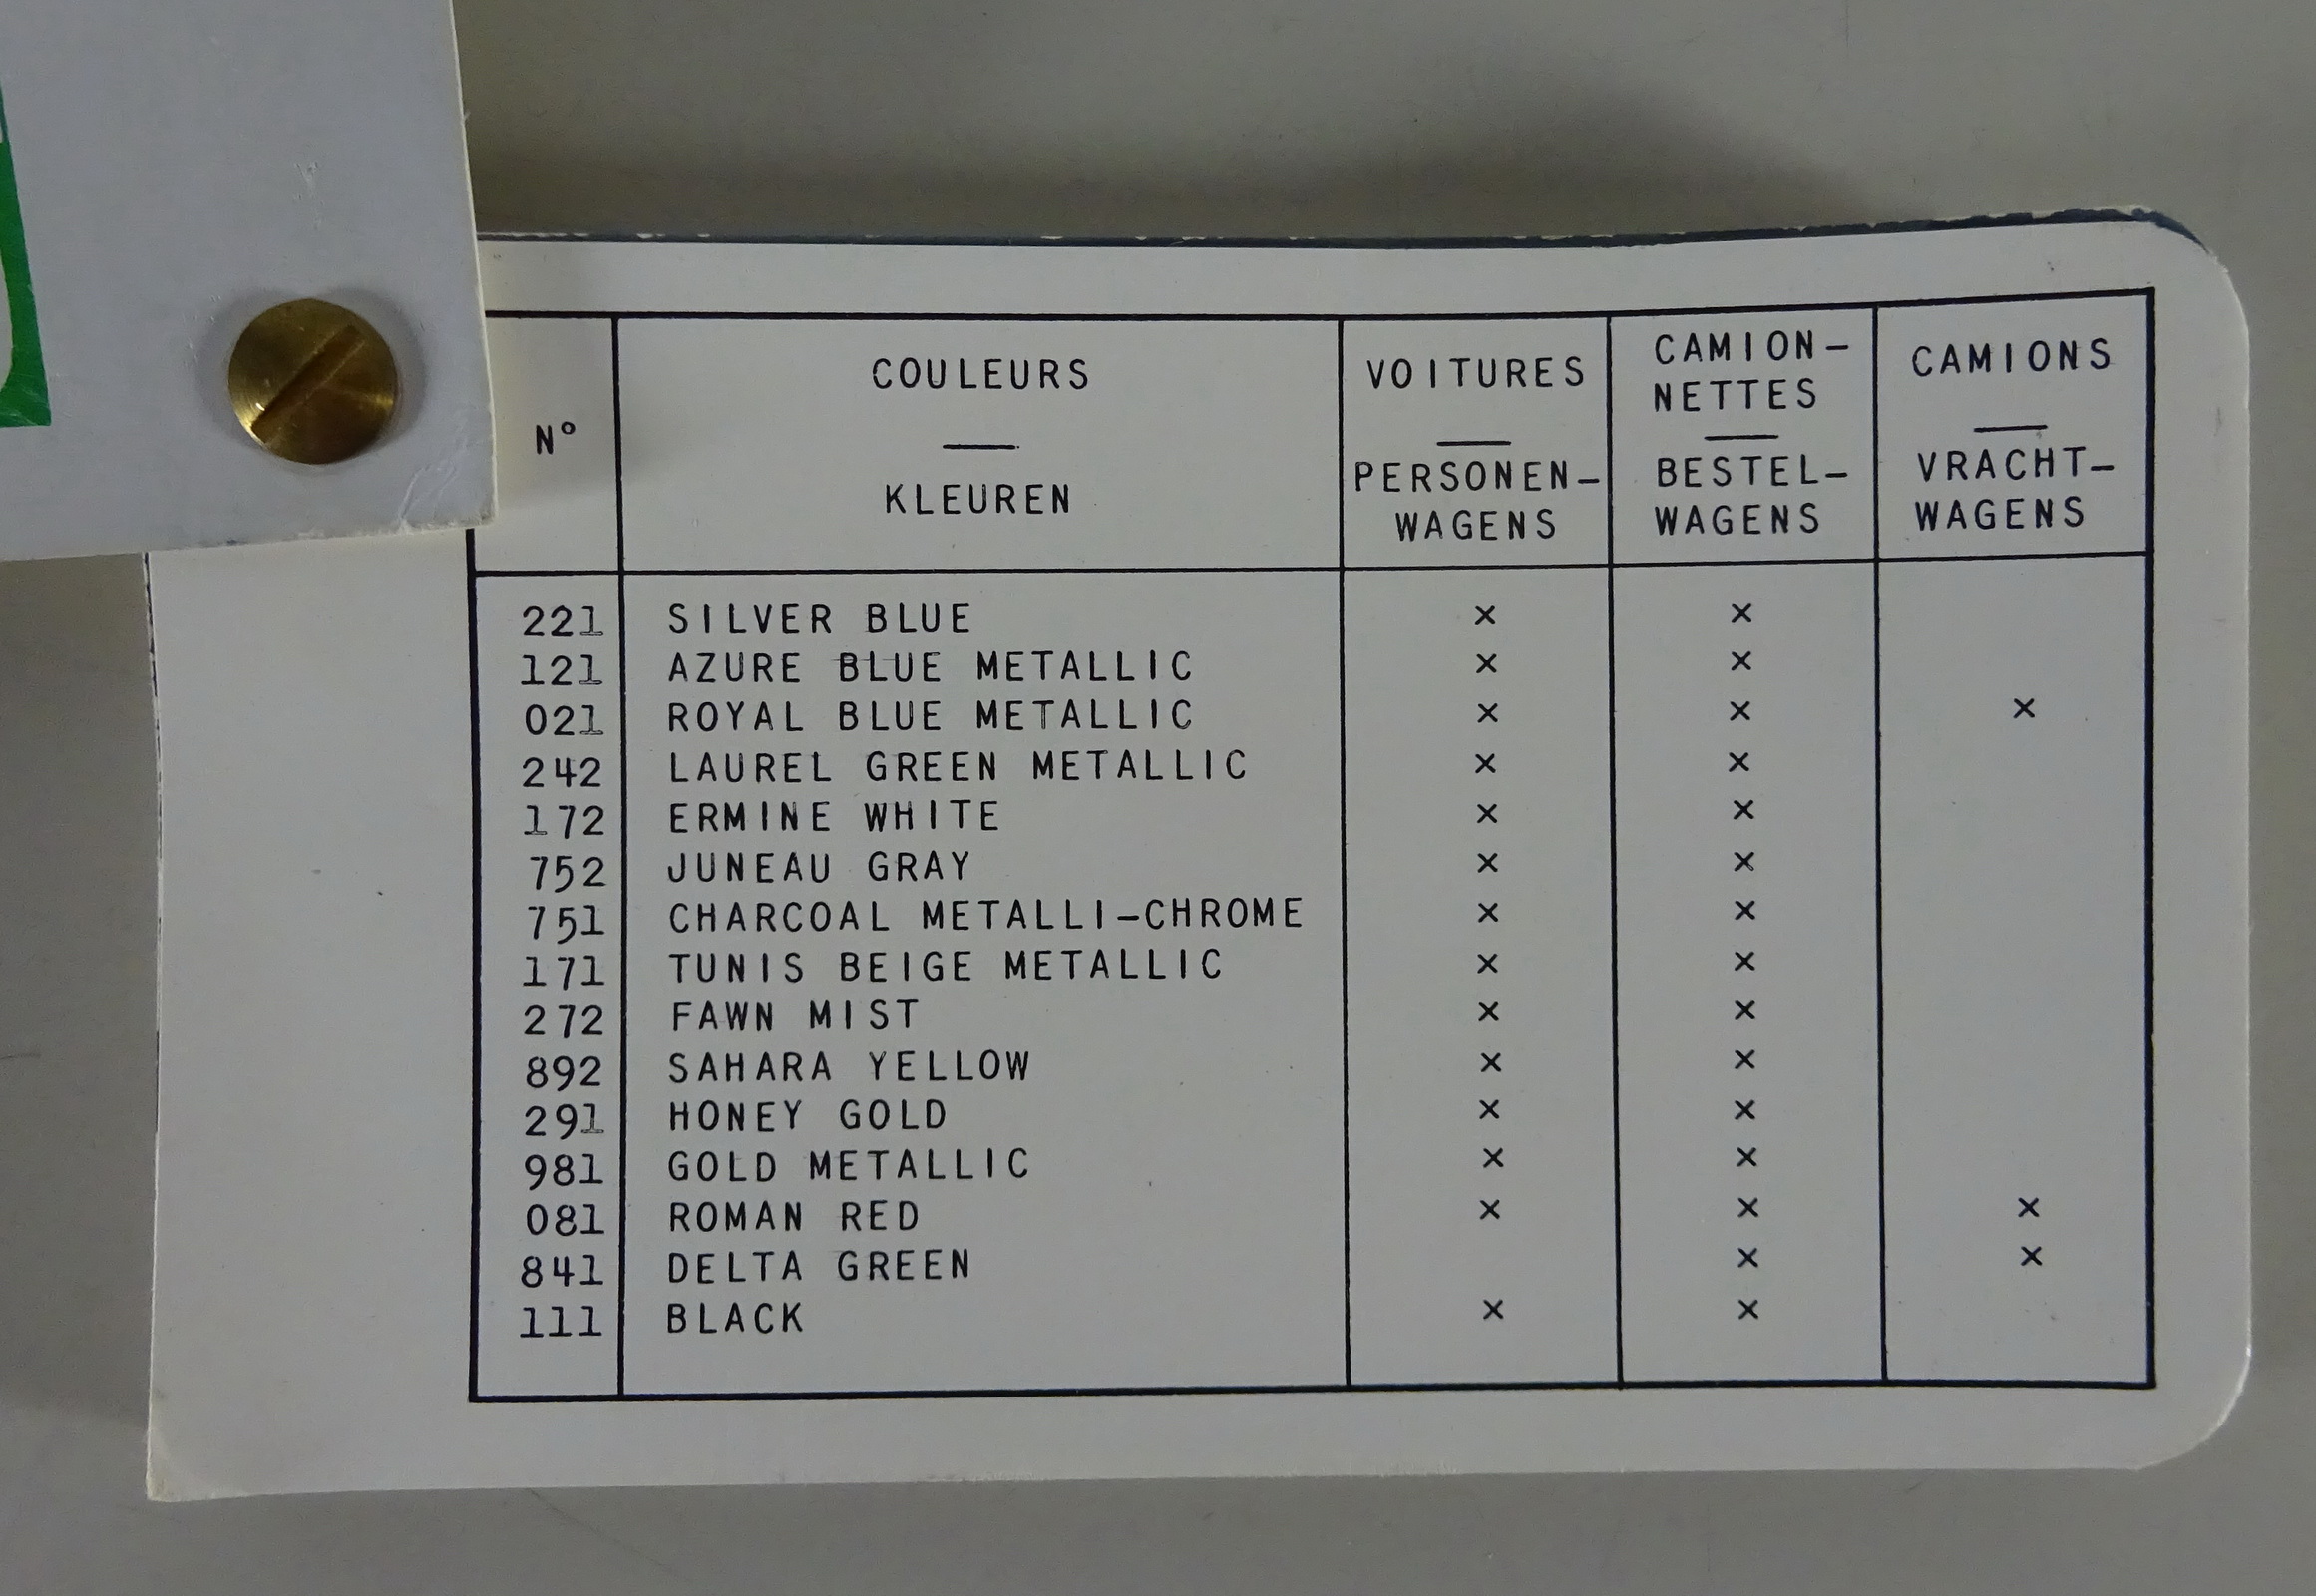 N° COULEURS — KLEUREN VOITURES — PERSONEN-WAGENS CAMION-NETTES — BESTEL-WAGENS CAMIONS — VRACHT-WAGENS
221 SILVER BLUE × ×
121 AZURE BLUE METALLIC × ×
021 ROYAL BLUE METALLIC × × ×
242 LAUREL GREEN METALLIC × ×
172 ERMINE WHITE × ×
752 JUNEAU GRAY × ×
751 CHARCOAL METALLI-CHROME × ×
171 TUNIS BEIGE METALLIC × ×
272 FAWN MIST × ×
892 SAHARA YELLOW × ×
291 HONEY GOLD × ×
981 GOLD METALLIC × ×
081 ROMAN RED × × ×
841 DELTA GREEN × ×
111 BLACK × ×